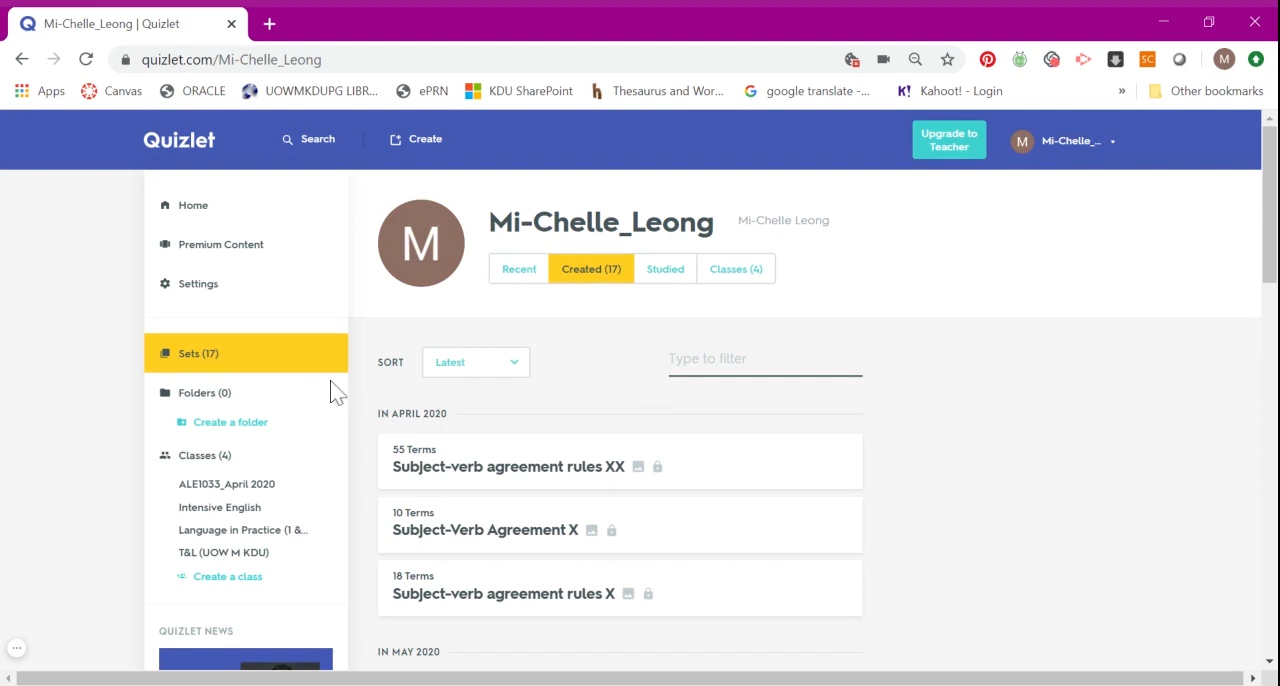 Mi-Chelle_Leong | Quizlet
quizlet.com/Mi-Chelle_Leong
SC
M
Apps
Canvas
ORACLE
UOWMKDUPG LIBR...
ePRN
KDU SharePoint
h Thesaurus and Wor...
G google translate -...
K! Kahoot! - Login
»
Other bookmarks
Quizlet
Search
Create
Upgrade to
Teacher
M Mi-Chelle_...
Home
Premium Content
Settings
Sets (17)
Folders (0)
Create a folder
Classes (4)
ALE1033_April 2020
Intensive English
Language in Practice (1 &...
T&L (UOW M KDU)
Create a class
QUIZLET NEWS
M
Mi-Chelle_Leong
Mi-Chelle Leong
Recent
Created (17)
Studied
Classes (4)
SORT
Latest
Type to filter
IN APRIL 2020
55 Terms
Subject-verb agreement rules XX
10 Terms
Subject-Verb Agreement X
18 Terms
Subject-verb agreement rules X
IN MAY 2020